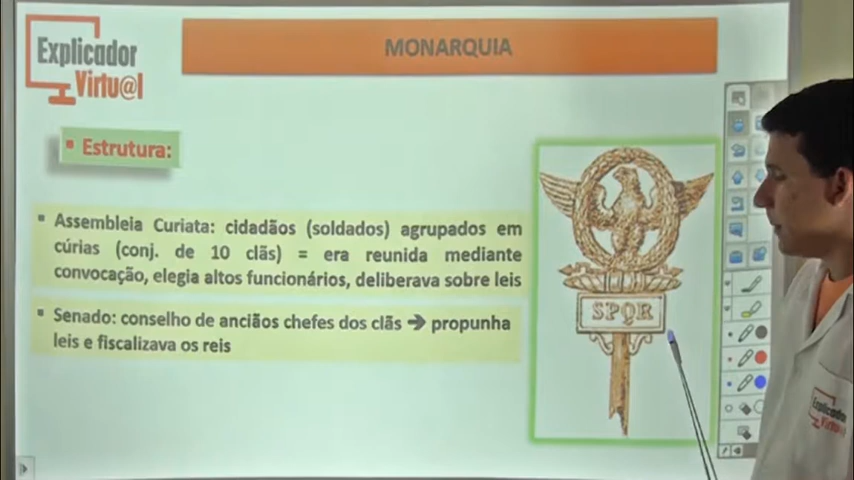 Explicador
Virtu@l
MONARQUIA
▪ Estrutura:
▪ Assembleia Curiata: cidadãos (soldados) agrupados em
cúrias (conj. de 10 clãs) = era reunida mediante
convocação, elegia altos funcionários, deliberava sobre leis
▪ Senado: conselho de anciãos chefes dos clãs ➔ propunha
leis e fiscalizava os reis
SPQR
Explicador
Virtu@l